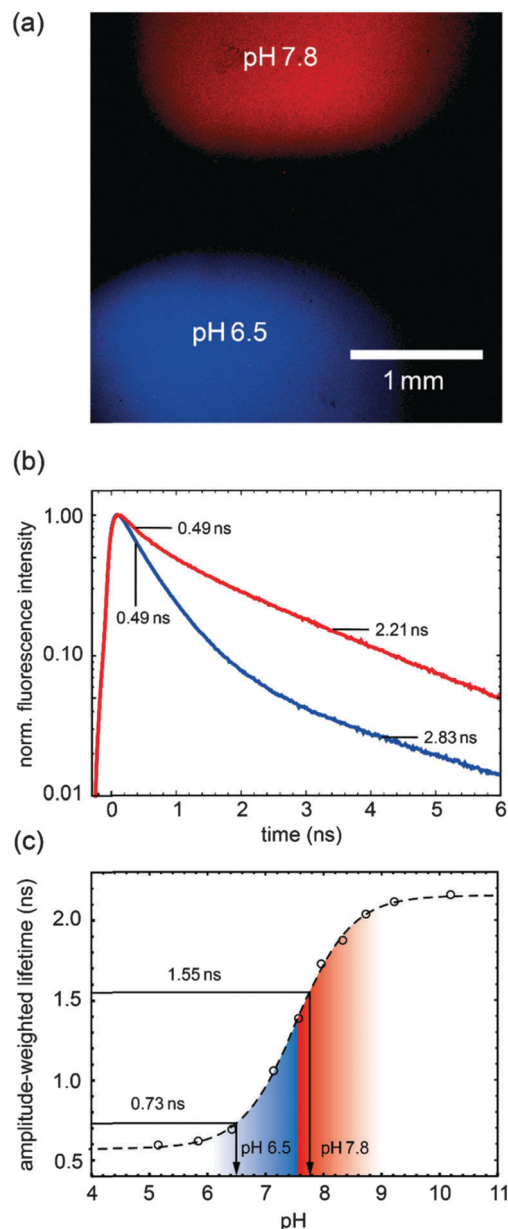 (a)
pH 7.8
pH 6.5
1 mm
(b)
norm. fluorescence intensity
1.00
0.10
0.01
0.49 ns
0.49 ns
2.21 ns
2.83 ns
0 1 2 3 4 5 6
time (ns)
(c)
amplitude-weighted lifetime (ns)
2.0
1.5
1.0
0.5
1.55 ns
0.73 ns
pH 6.5
pH 7.8
4 5 6 7 8 9 10 11
pH